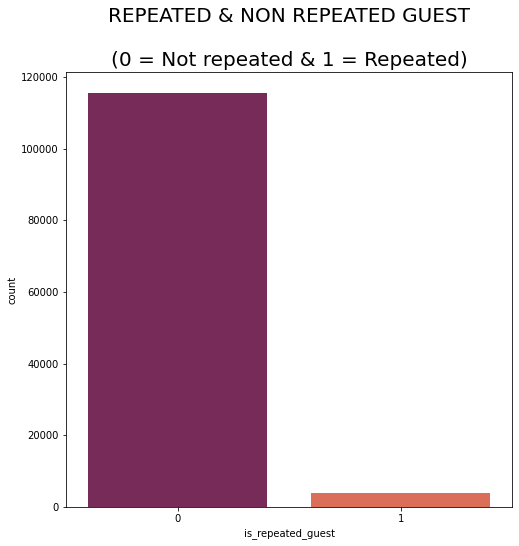 REPEATED & NON REPEATED GUEST
(0 = Not repeated & 1 = Repeated)
120000
100000
80000
60000
40000
20000
0
count
0
1
is_repeated_guest